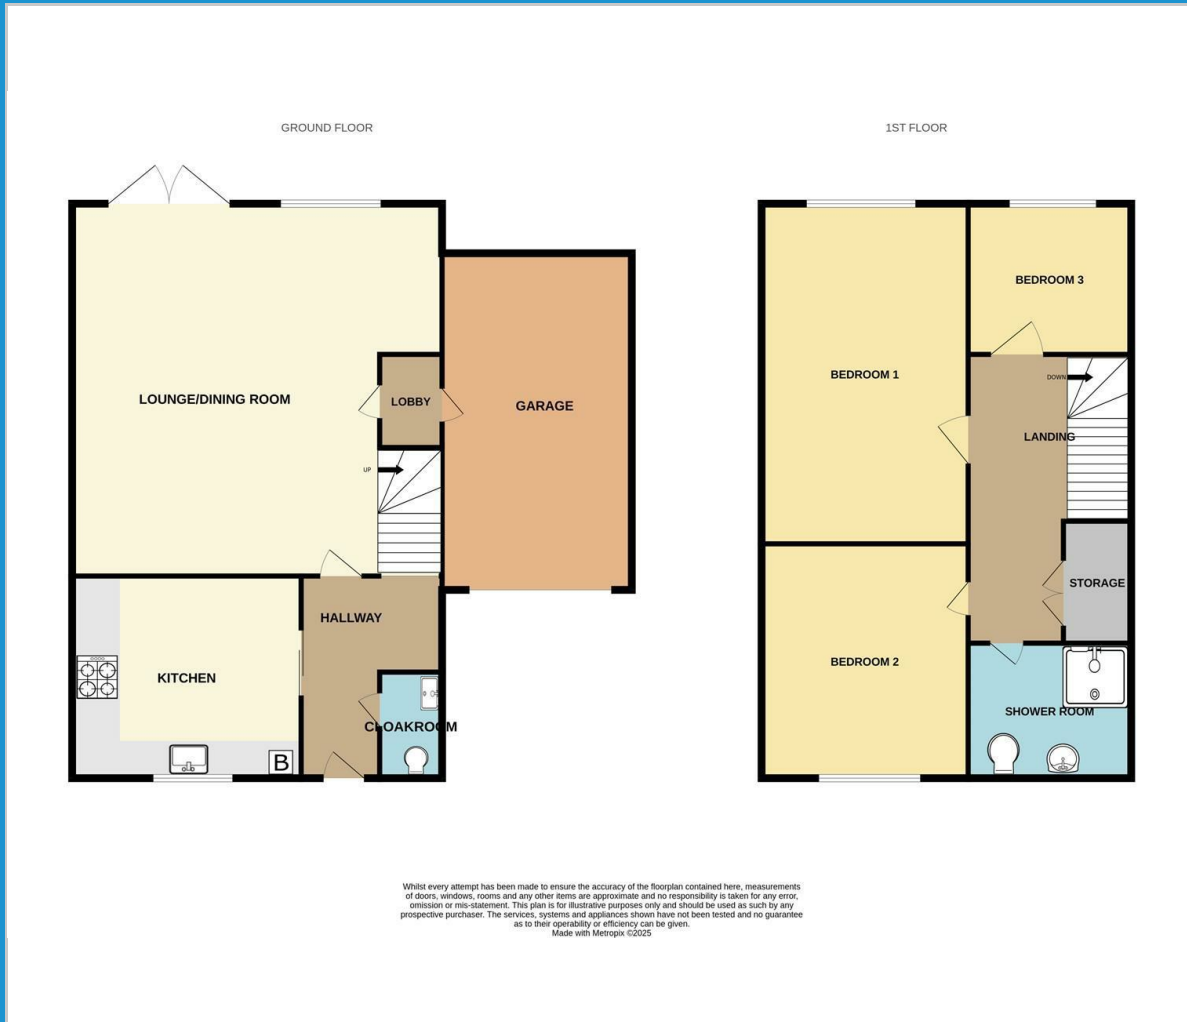 GROUND FLOOR
1ST FLOOR
LOUNGE/DINING ROOM
LOBBY
GARAGE
UP
HALLWAY
KITCHEN
CLOAKROOM
B
BEDROOM 3
BEDROOM 1
DOWN
LANDING
STORAGE
BEDROOM 2
SHOWER ROOM
Whilst every attempt has been made to ensure the accuracy of the floorplan contained here, measurements
of doors, windows, rooms and any other items are approximate and no responsibility is taken for any error,
omission or mis-statement. This plan is for illustrative purposes only and should be used as such by any
prospective purchaser. The services, systems and appliances shown have not been tested and no guarantee
as to their operability or efficiency can be given.
Made with Metropix ©2025